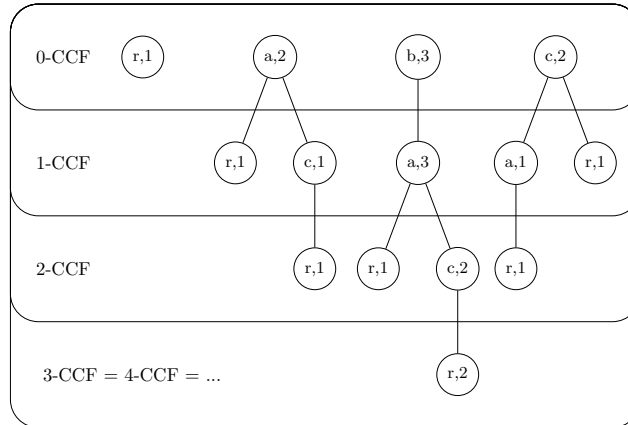 0-CCF r,1 a,2 b,3 c,2
1-CCF r,1 c,1 a,3 a,1 r,1
2-CCF r,1 r,1 c,2 r,1
3-CCF = 4-CCF = ... r,2